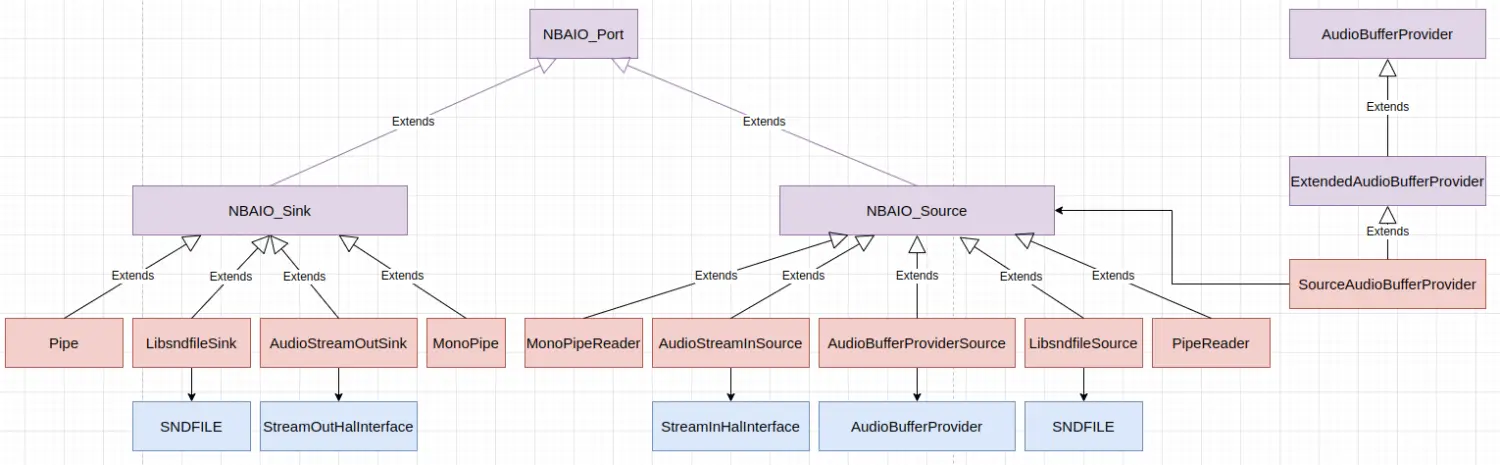 NBAIO_Port
AudioBufferProvider
Extends
Extends
Extends
ExtendedAudioBufferProvider
NBAIO_Sink
NBAIO_Source
Extends
Extends
Extends
Extends
Extends
Extends
Extends
Extends
Extends
Extends
SourceAudioBufferProvider
Pipe
LibsndfileSink
AudioStreamOutSink
MonoPipe
MonoPipeReader
AudioStreamInSource
AudioBufferProviderSource
LibsndfileSource
PipeReader
SNDFILE
StreamOutHalInterface
StreamInHalInterface
AudioBufferProvider
SNDFILE